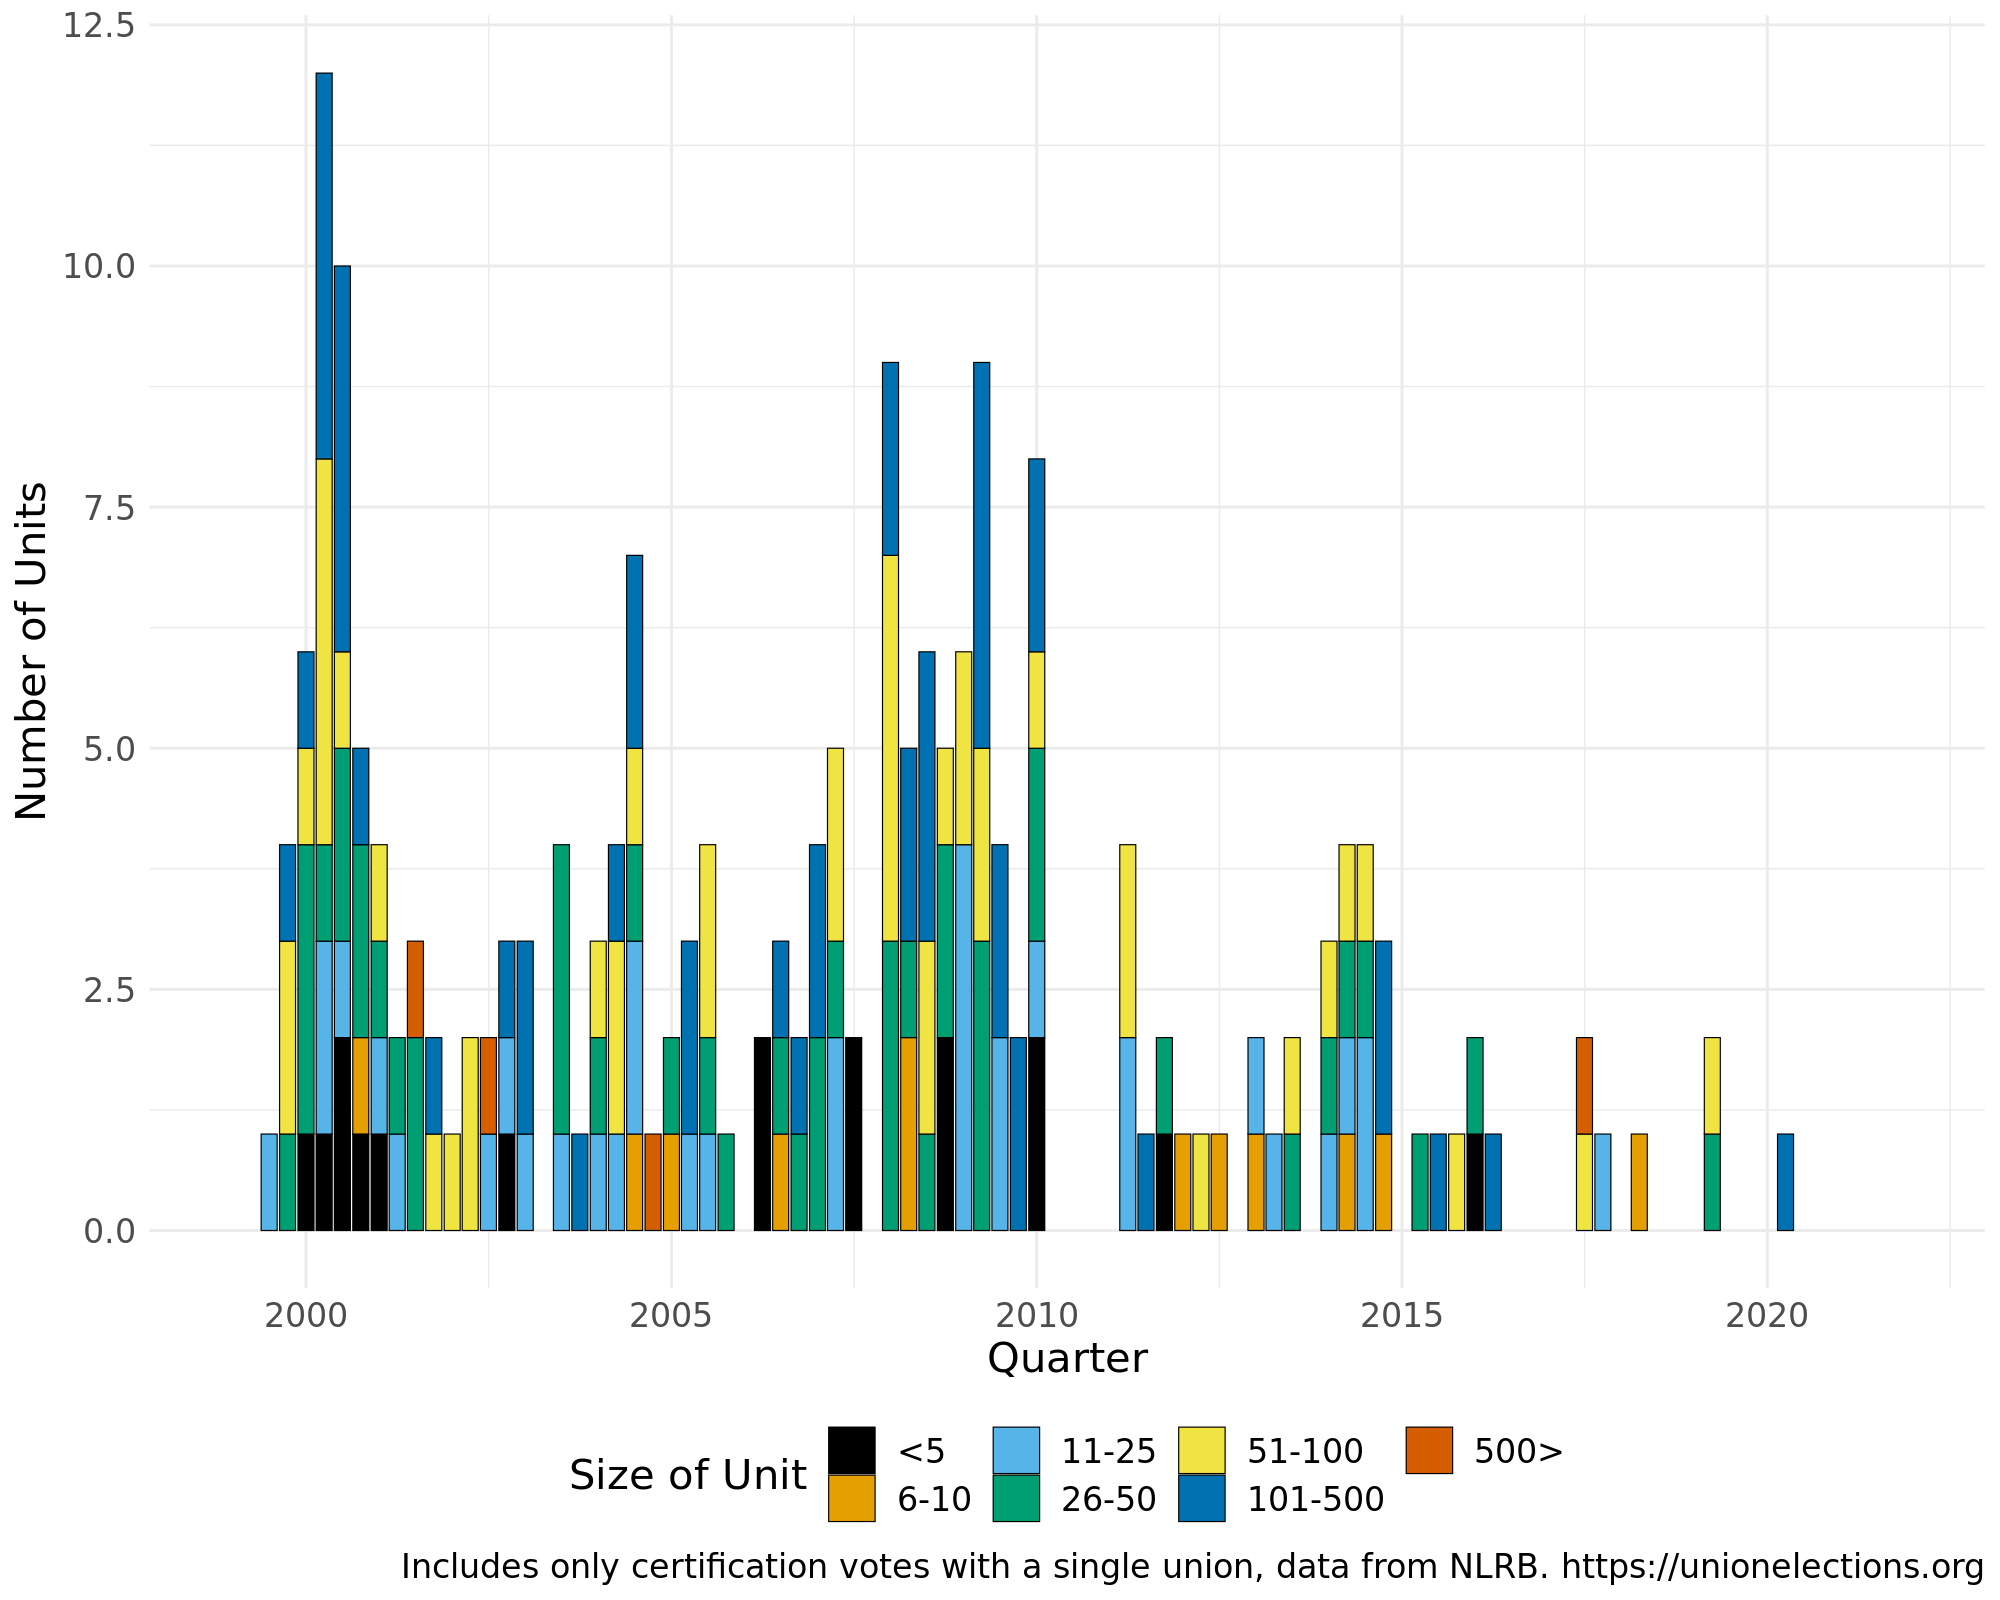 12.5
10.0
7.5
5.0
2.5
0.0
Number of Units
2000 2005 2010 2015 2020
Quarter
Size of Unit
<5 11-25 51-100 500>
6-10 26-50 101-500
Includes only certification votes with a single union, data from NLRB. https://unionelections.org